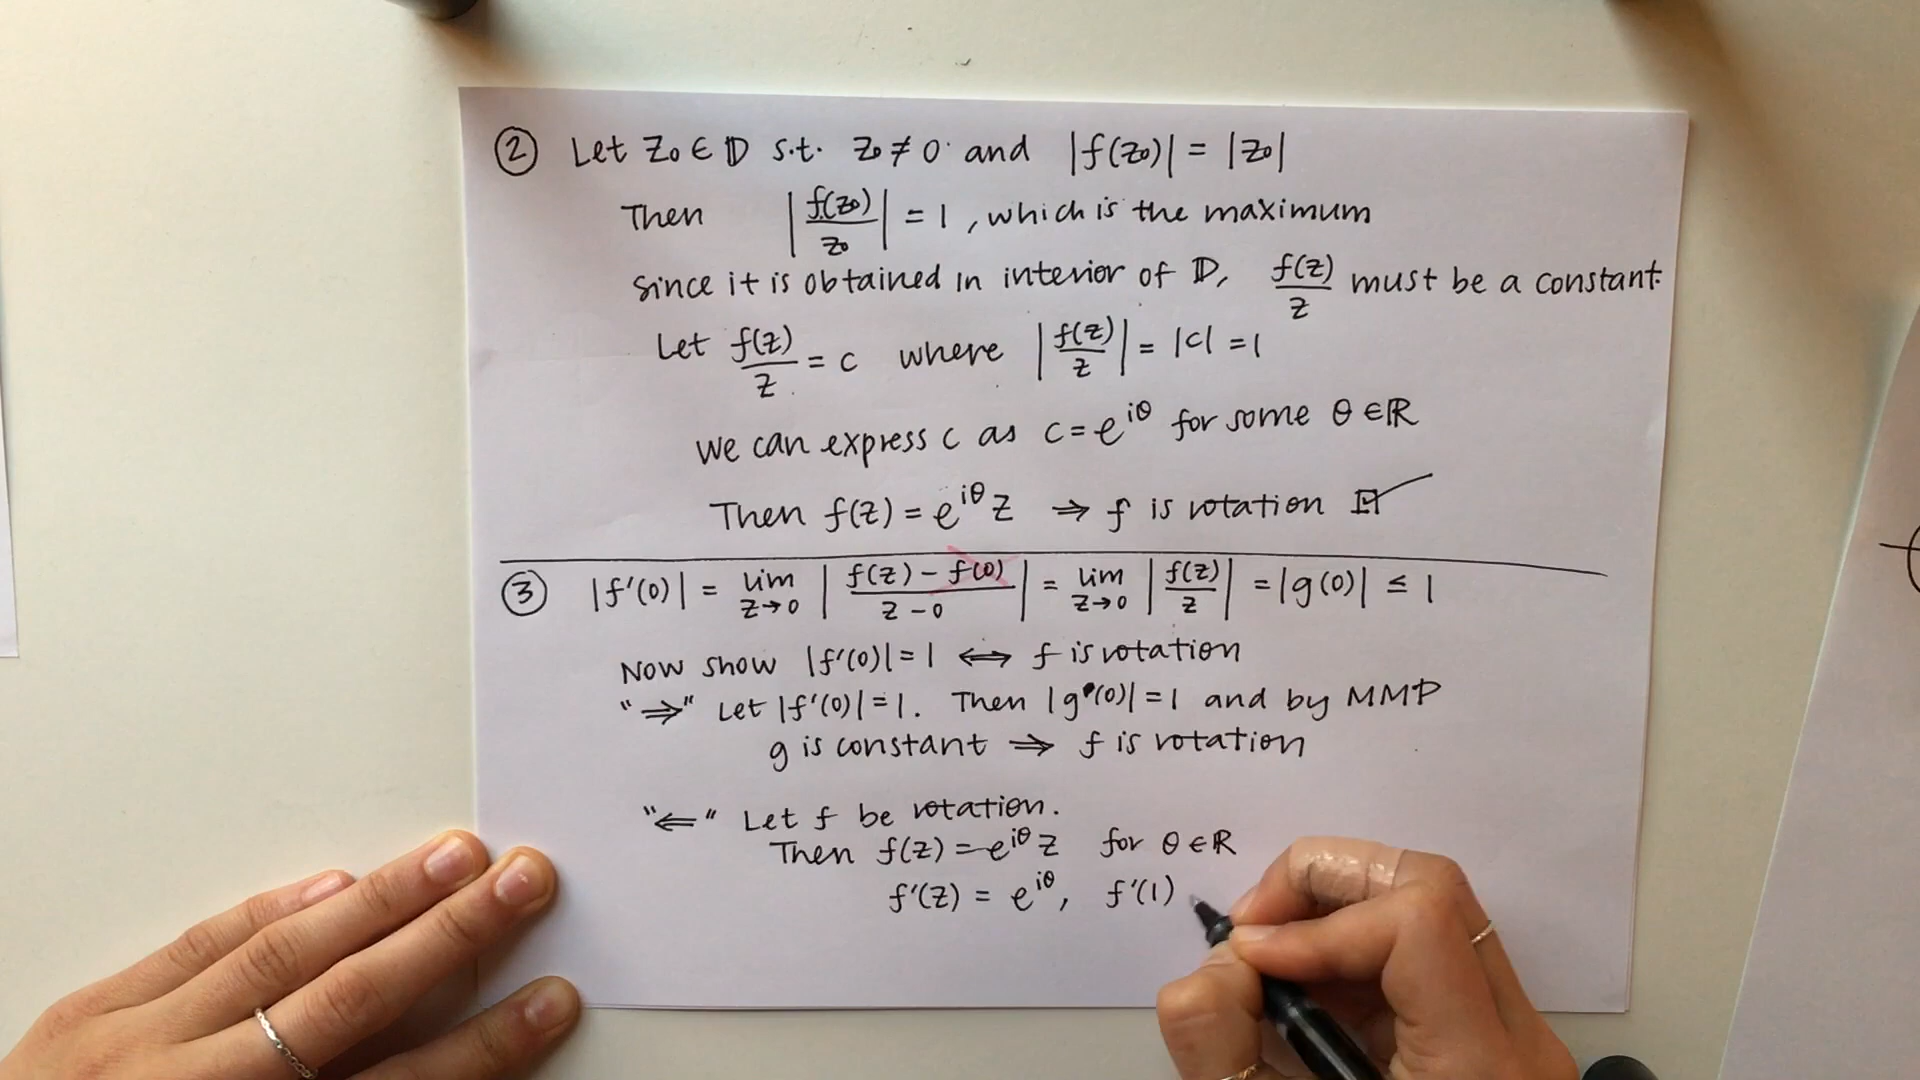 ② Let z₀ ∈ 𝔻 s.t. z₀ ≠ 0 and |f(z₀)| = |z₀|
Then |f(z₀)/z₀| = 1, which is the maximum
since it is obtained in interior of 𝔻, f(z)/z must be a constant.
Let f(z)/z = c where |f(z)/z| = |c| = 1
we can express c as c = e^{iθ} for some θ ∈ ℝ
Then f(z) = e^{iθ} z ⇒ f is rotation ☑
③ |f'(0)| = lim_{z→0} |(f(z) - f(0))/(z - 0)| = lim_{z→0} |f(z)/z| = |g(0)| ≤ 1
Now show |f'(0)| = 1 ⟺ f is rotation
"⇒" Let |f'(0)| = 1. Then |g(0)| = 1 and by MMP
g is constant ⇒ f is rotation
"⇐" Let f be rotation.
Then f(z) = e^{iθ} z for θ ∈ ℝ
f'(z) = e^{iθ}, f'(1)